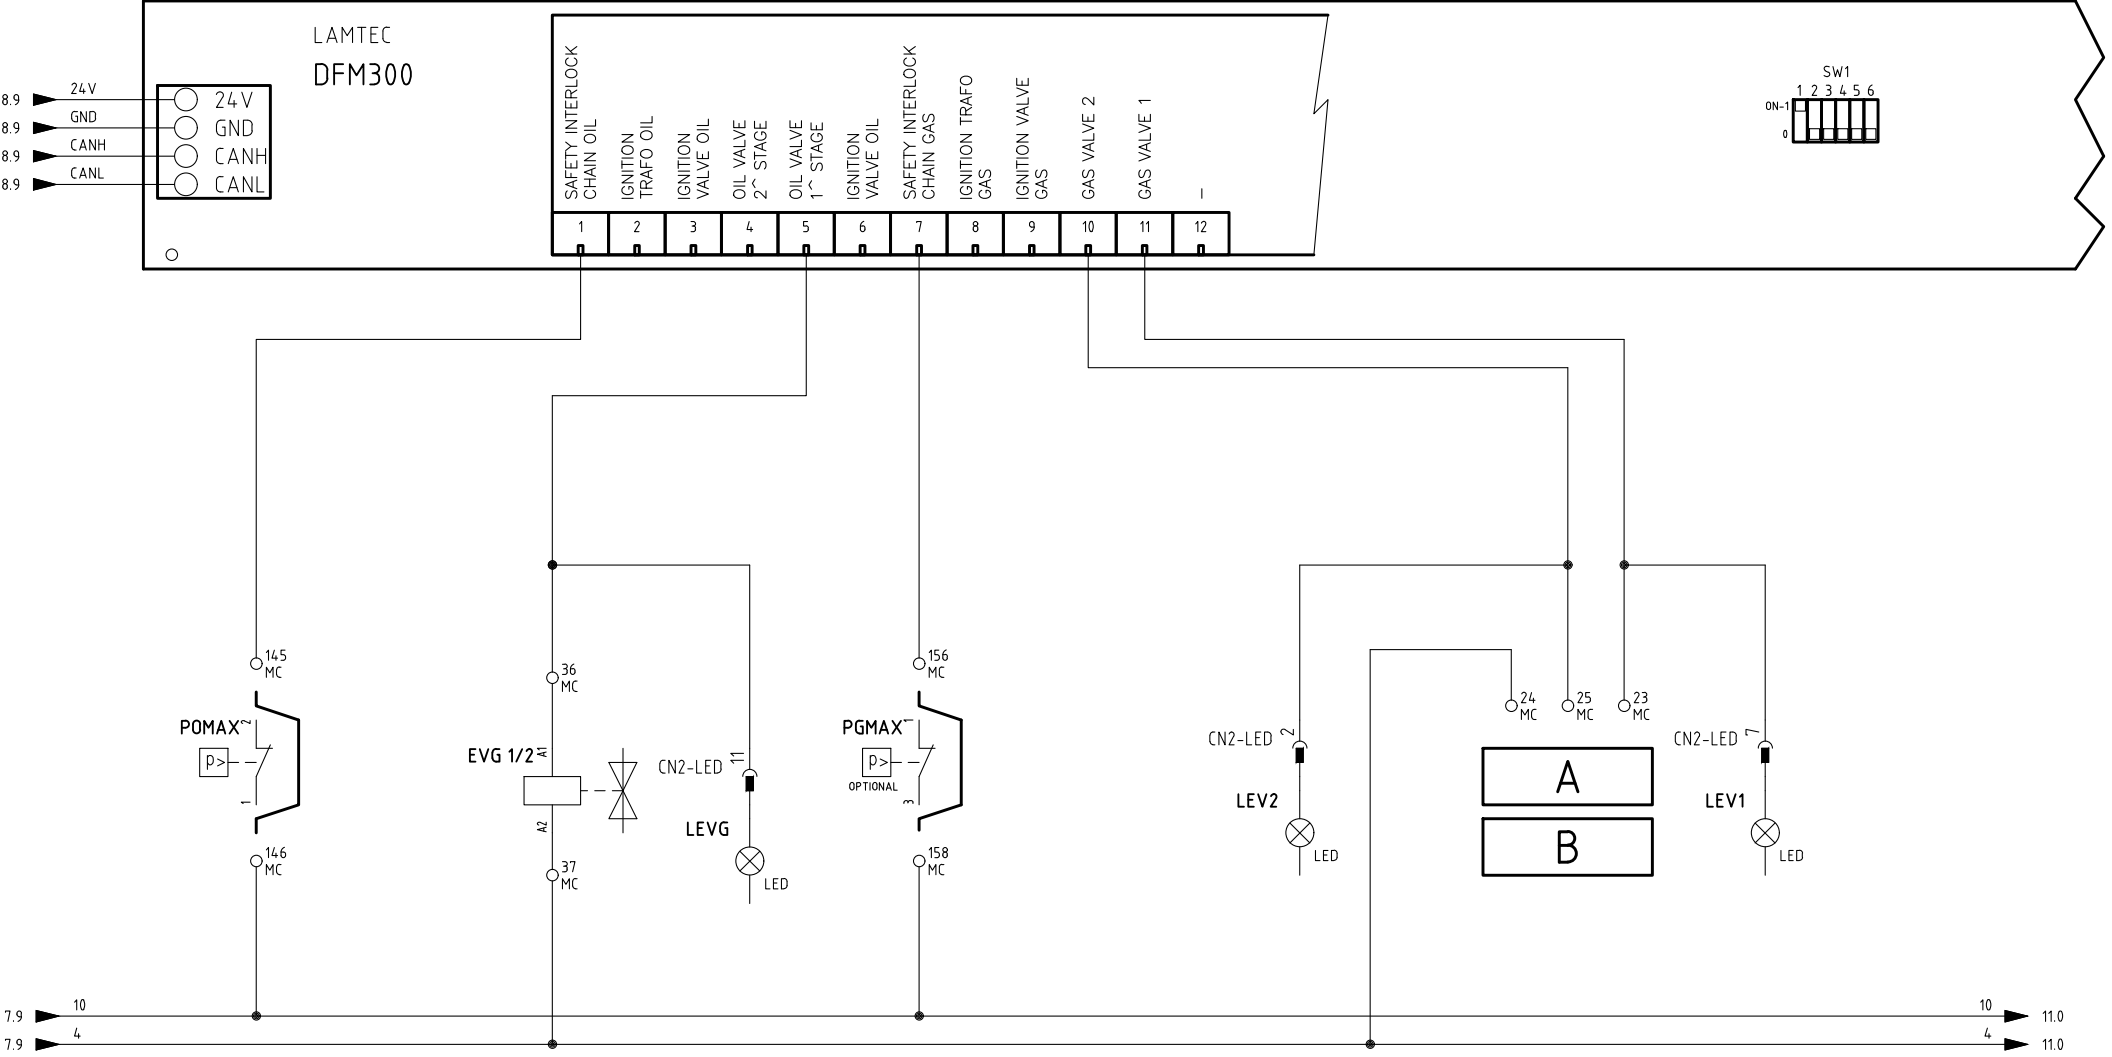 LAMTEC
DFM300
8.9 24V 24V
8.9 GND GND
8.9 CANH CANH
8.9 CANL CANL
SAFETY INTERLOCK
CHAIN OIL
IGNITION
TRAFO OIL
IGNITION
VALVE OIL
OIL VALVE
2^ STAGE
OIL VALVE
1^ STAGE
IGNITION
VALVE OIL
SAFETY INTERLOCK
CHAIN GAS
IGNITION TRAFO
GAS
IGNITION VALVE
GAS
GAS VALVE 2
GAS VALVE 1
-
1 2 3 4 5 6 7 8 9 10 11 12
SW1
1 2 3 4 5 6
ON-1
0
145
MC
POMAX
2
P>
1
146
MC
36
MC
EVG 1/2
A1
A2
37
MC
CN2-LED
11
LEVG
LED
156
MC
PGMAX
1
P>
OPTIONAL
3
158
MC
CN2-LED
2
LEV2
LED
24
MC
25
MC
23
MC
A
B
CN2-LED
7
LEV1
LED
7.9 10 10 11.0
7.9 4 4 11.0